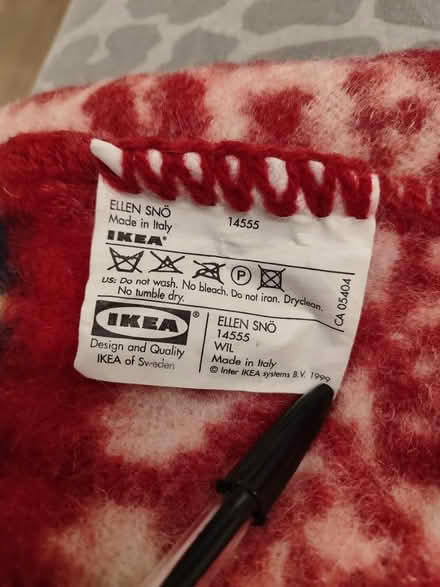 ELLEN SNÖ
Made in Italy
IKEA®
14555
P
US: Do not wash. No bleach. Do not iron. Dryclean.
No tumble dry.
CA 05404
IKEA®
Design and Quality
IKEA of Sweden
ELLEN SNÖ
14555
WIL
Made in Italy
© Inter IKEA systems B.V. 1999